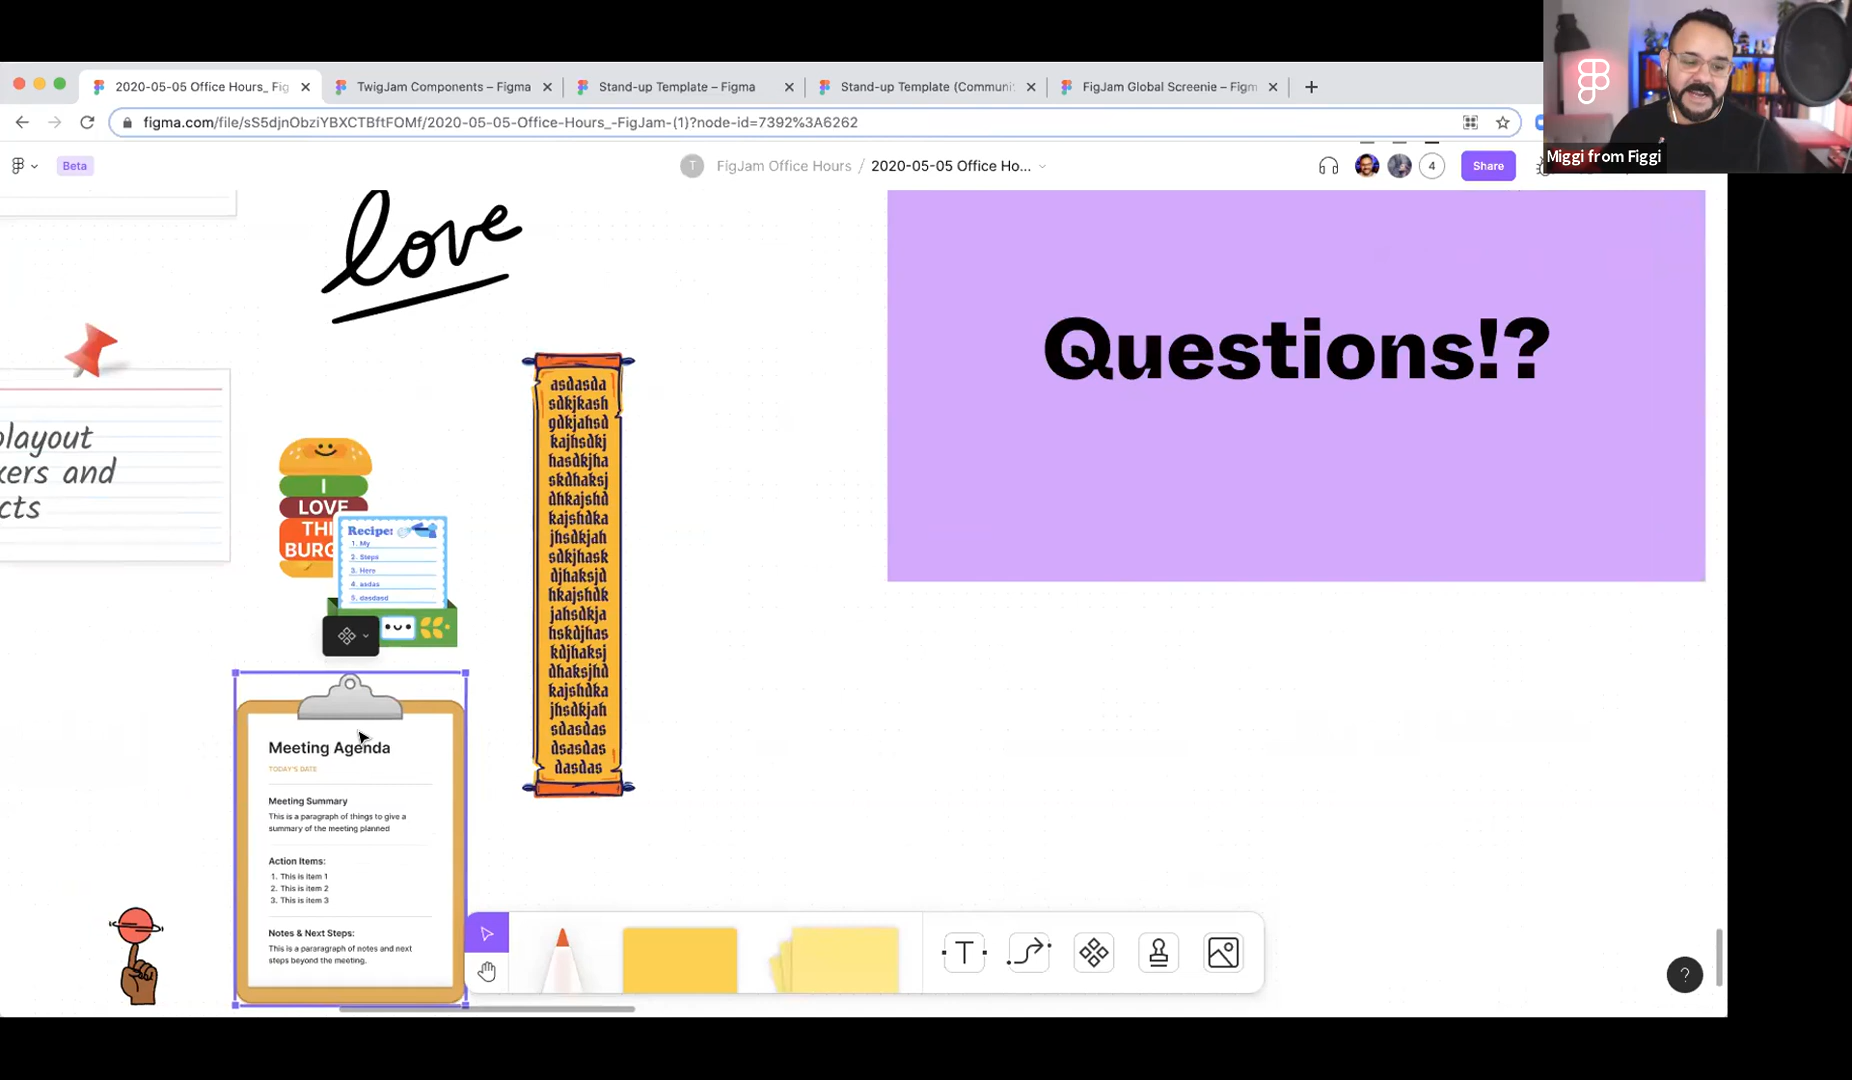 2020-05-05 Office Hours_ Fig
TwigJam Components – Figma
Stand-up Template – Figma
Stand-up Template (Communi
FigJam Global Screenie – Figm
figma.com/file/sS5djnObziYBXCTBftFOMf/2020-05-05-Office-Hours_-FigJam-(1)?node-id=7392%3A6262
Miggi from Figgi
Beta
T
FigJam Office Hours / 2020-05-05 Office Ho...
4
Share
love
Questions!?
playout
kers and
cts
I
LOVE
THI
BURG
Recipe:
1. My
2. Steps
3. Here
4. asdas
5. dasdasd
asdasda
sdkjkash
gdkjahsd
kajhsdkj
hasdkjha
skdhaksj
dhkajshd
kajshdka
jhsdkjah
sdkjhask
djhaksjd
hkajshdk
jahsdkja
hskdjhas
kdjhaksj
dhaksjhd
kajshdka
jhsdkjah
sdasdas
dsasdas
dasdas
Meeting Agenda
TODAY'S DATE
Meeting Summary
This is a paragraph of things to give a
summary of the meeting planned
Action Items:
1. This is item 1
2. This is item 2
3. This is item 3
Notes & Next Steps:
This is a pararagraph of notes and next
steps beyond the meeting.
T
?